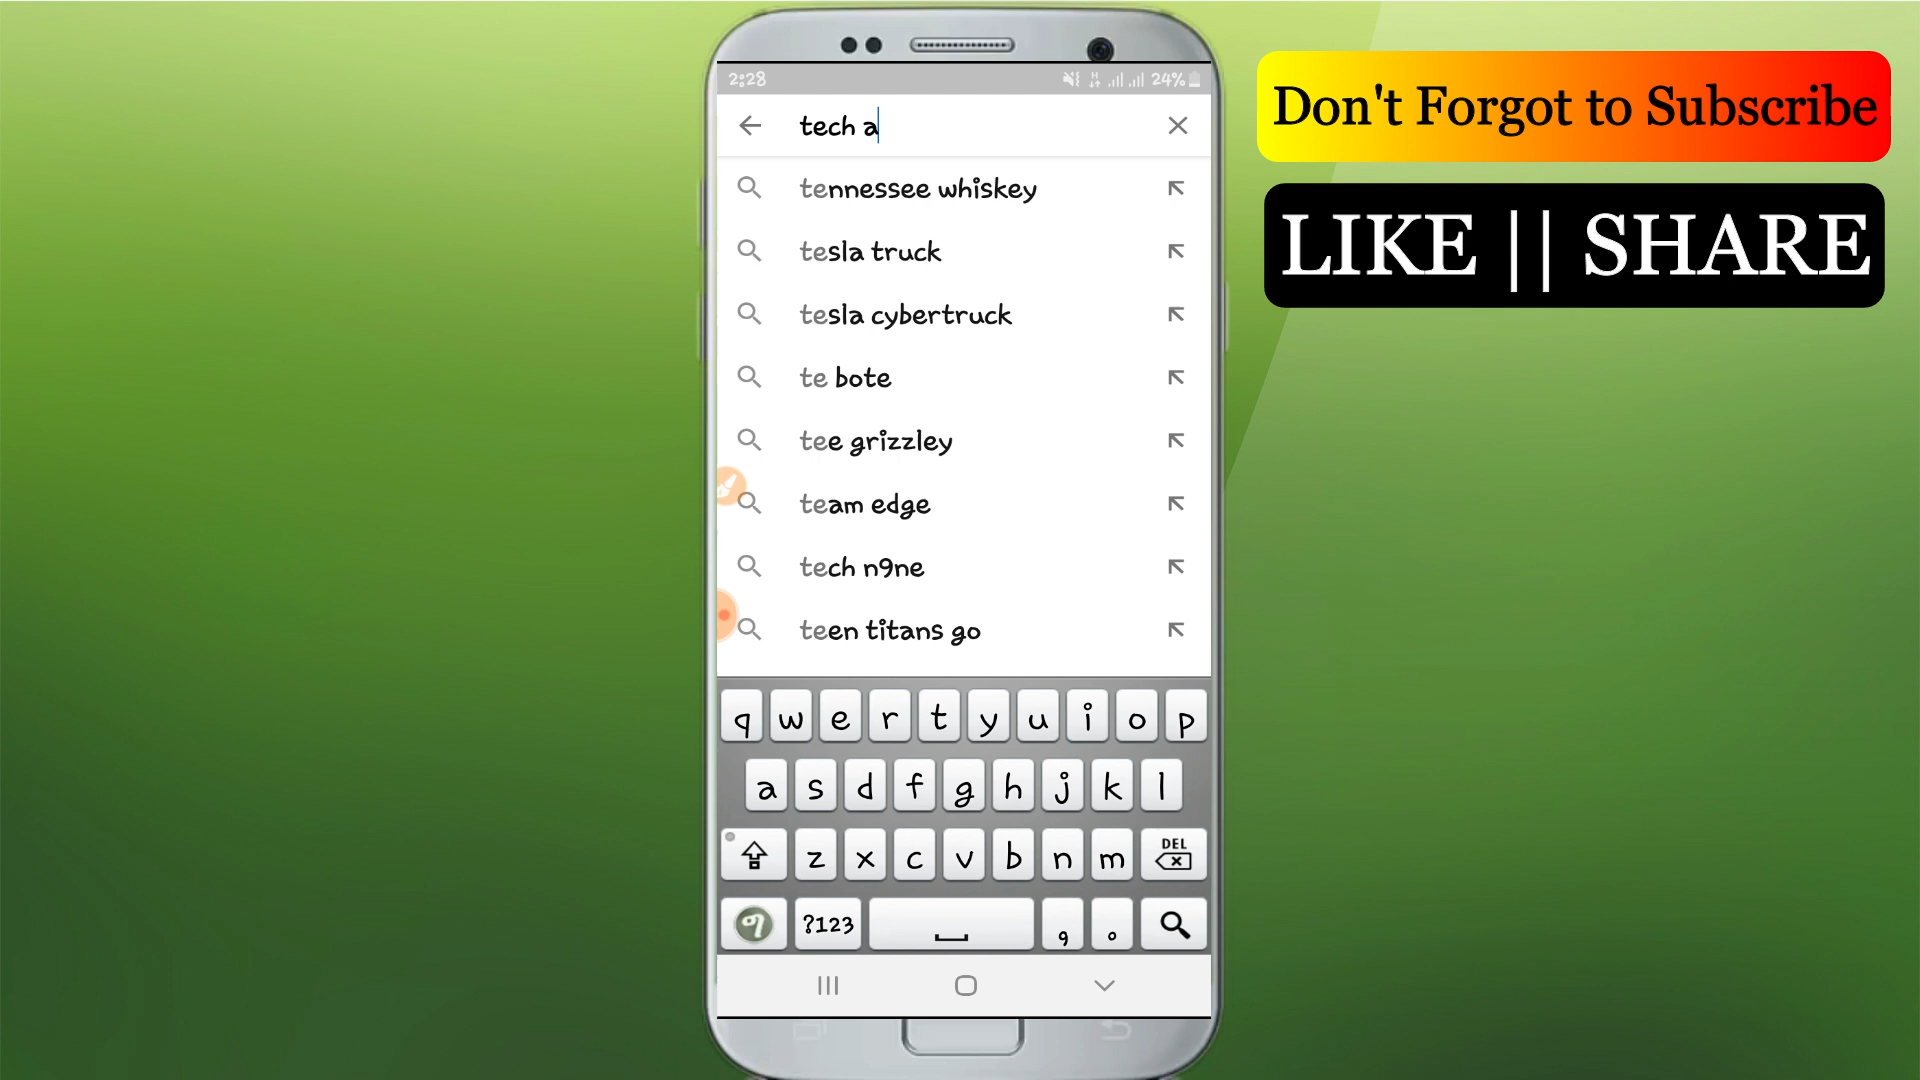 2:28
24%
tech a
tennessee whiskey
tesla truck
tesla cybertruck
te bote
tee grizzley
team edge
tech n9ne
teen titans go
q w e r t y u i o p
a s d f g h j k l
z x c v b n m DEL
?123 , .
Don't Forgot to Subscribe
LIKE || SHARE